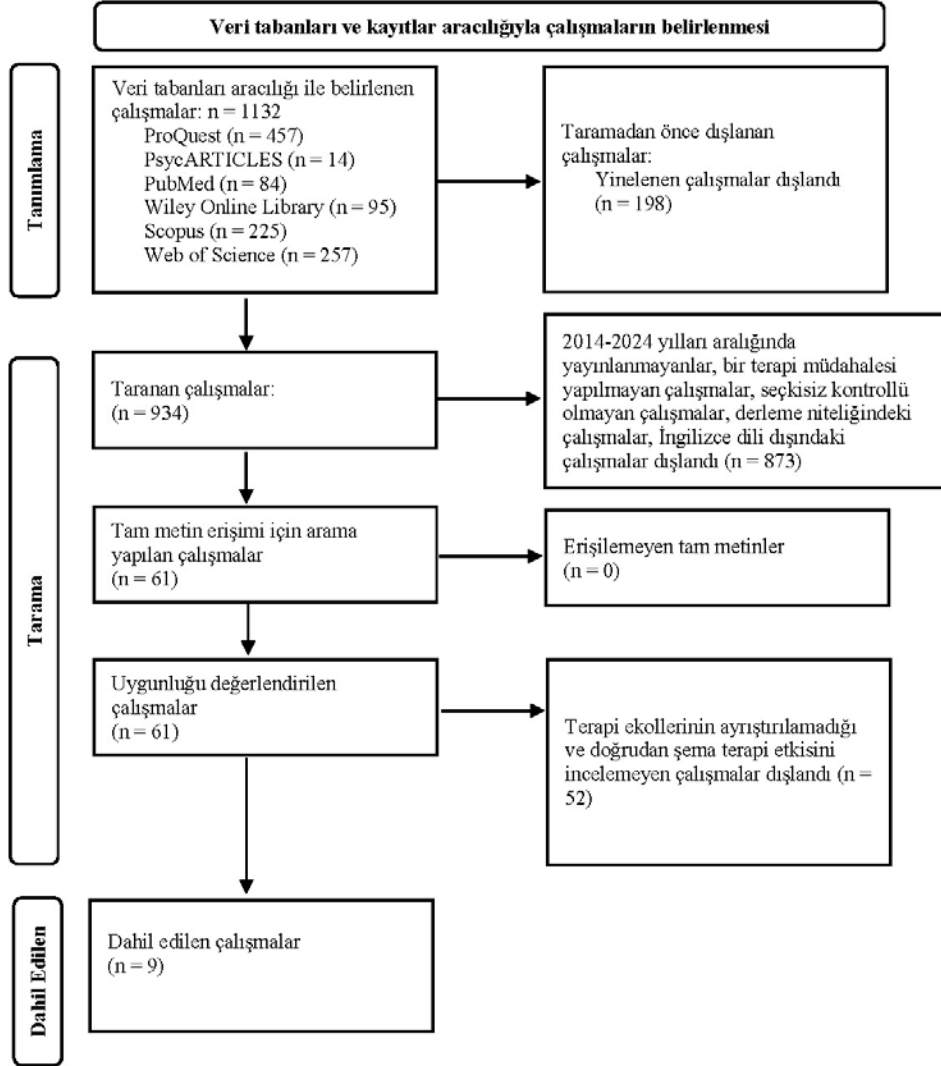 Veri tabanları ve kayıtlar aracılığıyla çalışmaların belirlenmesi
Tanımlama
Veri tabanları aracılığı ile belirlenen
çalışmalar: n = 1132
ProQuest (n = 457)
PsycARTICLES (n = 14)
PubMed (n = 84)
Wiley Online Library (n = 95)
Scopus (n = 225)
Web of Science (n = 257)
Taramadan önce dışlanan
çalışmalar:
Yinelenen çalışmalar dışlandı
(n = 198)
Tarama
Taranan çalışmalar:
(n = 934)
2014-2024 yılları aralığında
yayınlanmayanlar, bir terapi müdahalesi
yapılmayan çalışmalar, seçkisiz kontrollü
olmayan çalışmalar, derleme niteliğindeki
çalışmalar, İngilizce dili dışındaki
çalışmalar dışlandı (n = 873)
Tam metin erişimi için arama
yapılan çalışmalar
(n = 61)
Erişilemeyen tam metinler
(n = 0)
Uygunluğu değerlendirilen
çalışmalar
(n = 61)
Terapi ekollerinin ayrıştırılamadığı
ve doğrudan şema terapi etkisini
incelemeyen çalışmalar dışlandı (n =
52)
Dahil Edilen
Dahil edilen çalışmalar
(n = 9)